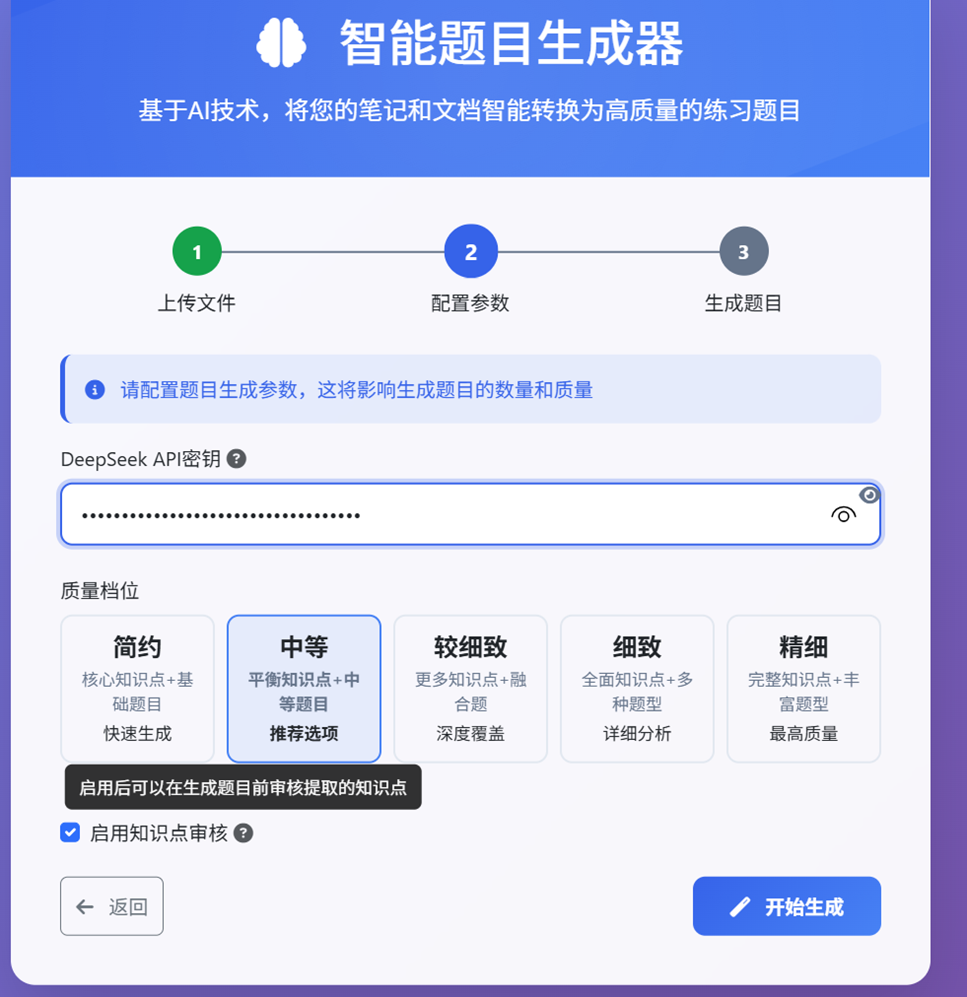 智能题目生成器
基于AI技术，将您的笔记和文档智能转换为高质量的练习题目
1
2
3
上传文件
配置参数
生成题目
请配置题目生成参数，这将影响生成题目的数量和质量
DeepSeek API密钥
质量档位
简约
核心知识点+基
础题目
快速生成
中等
平衡知识点+中
等题目
推荐选项
较细致
更多知识点+融
合题
深度覆盖
细致
全面知识点+多
种题型
详细分析
精细
完整知识点+丰
富题型
最高质量
启用后可以在生成题目前审核提取的知识点
启用知识点审核
返回
开始生成